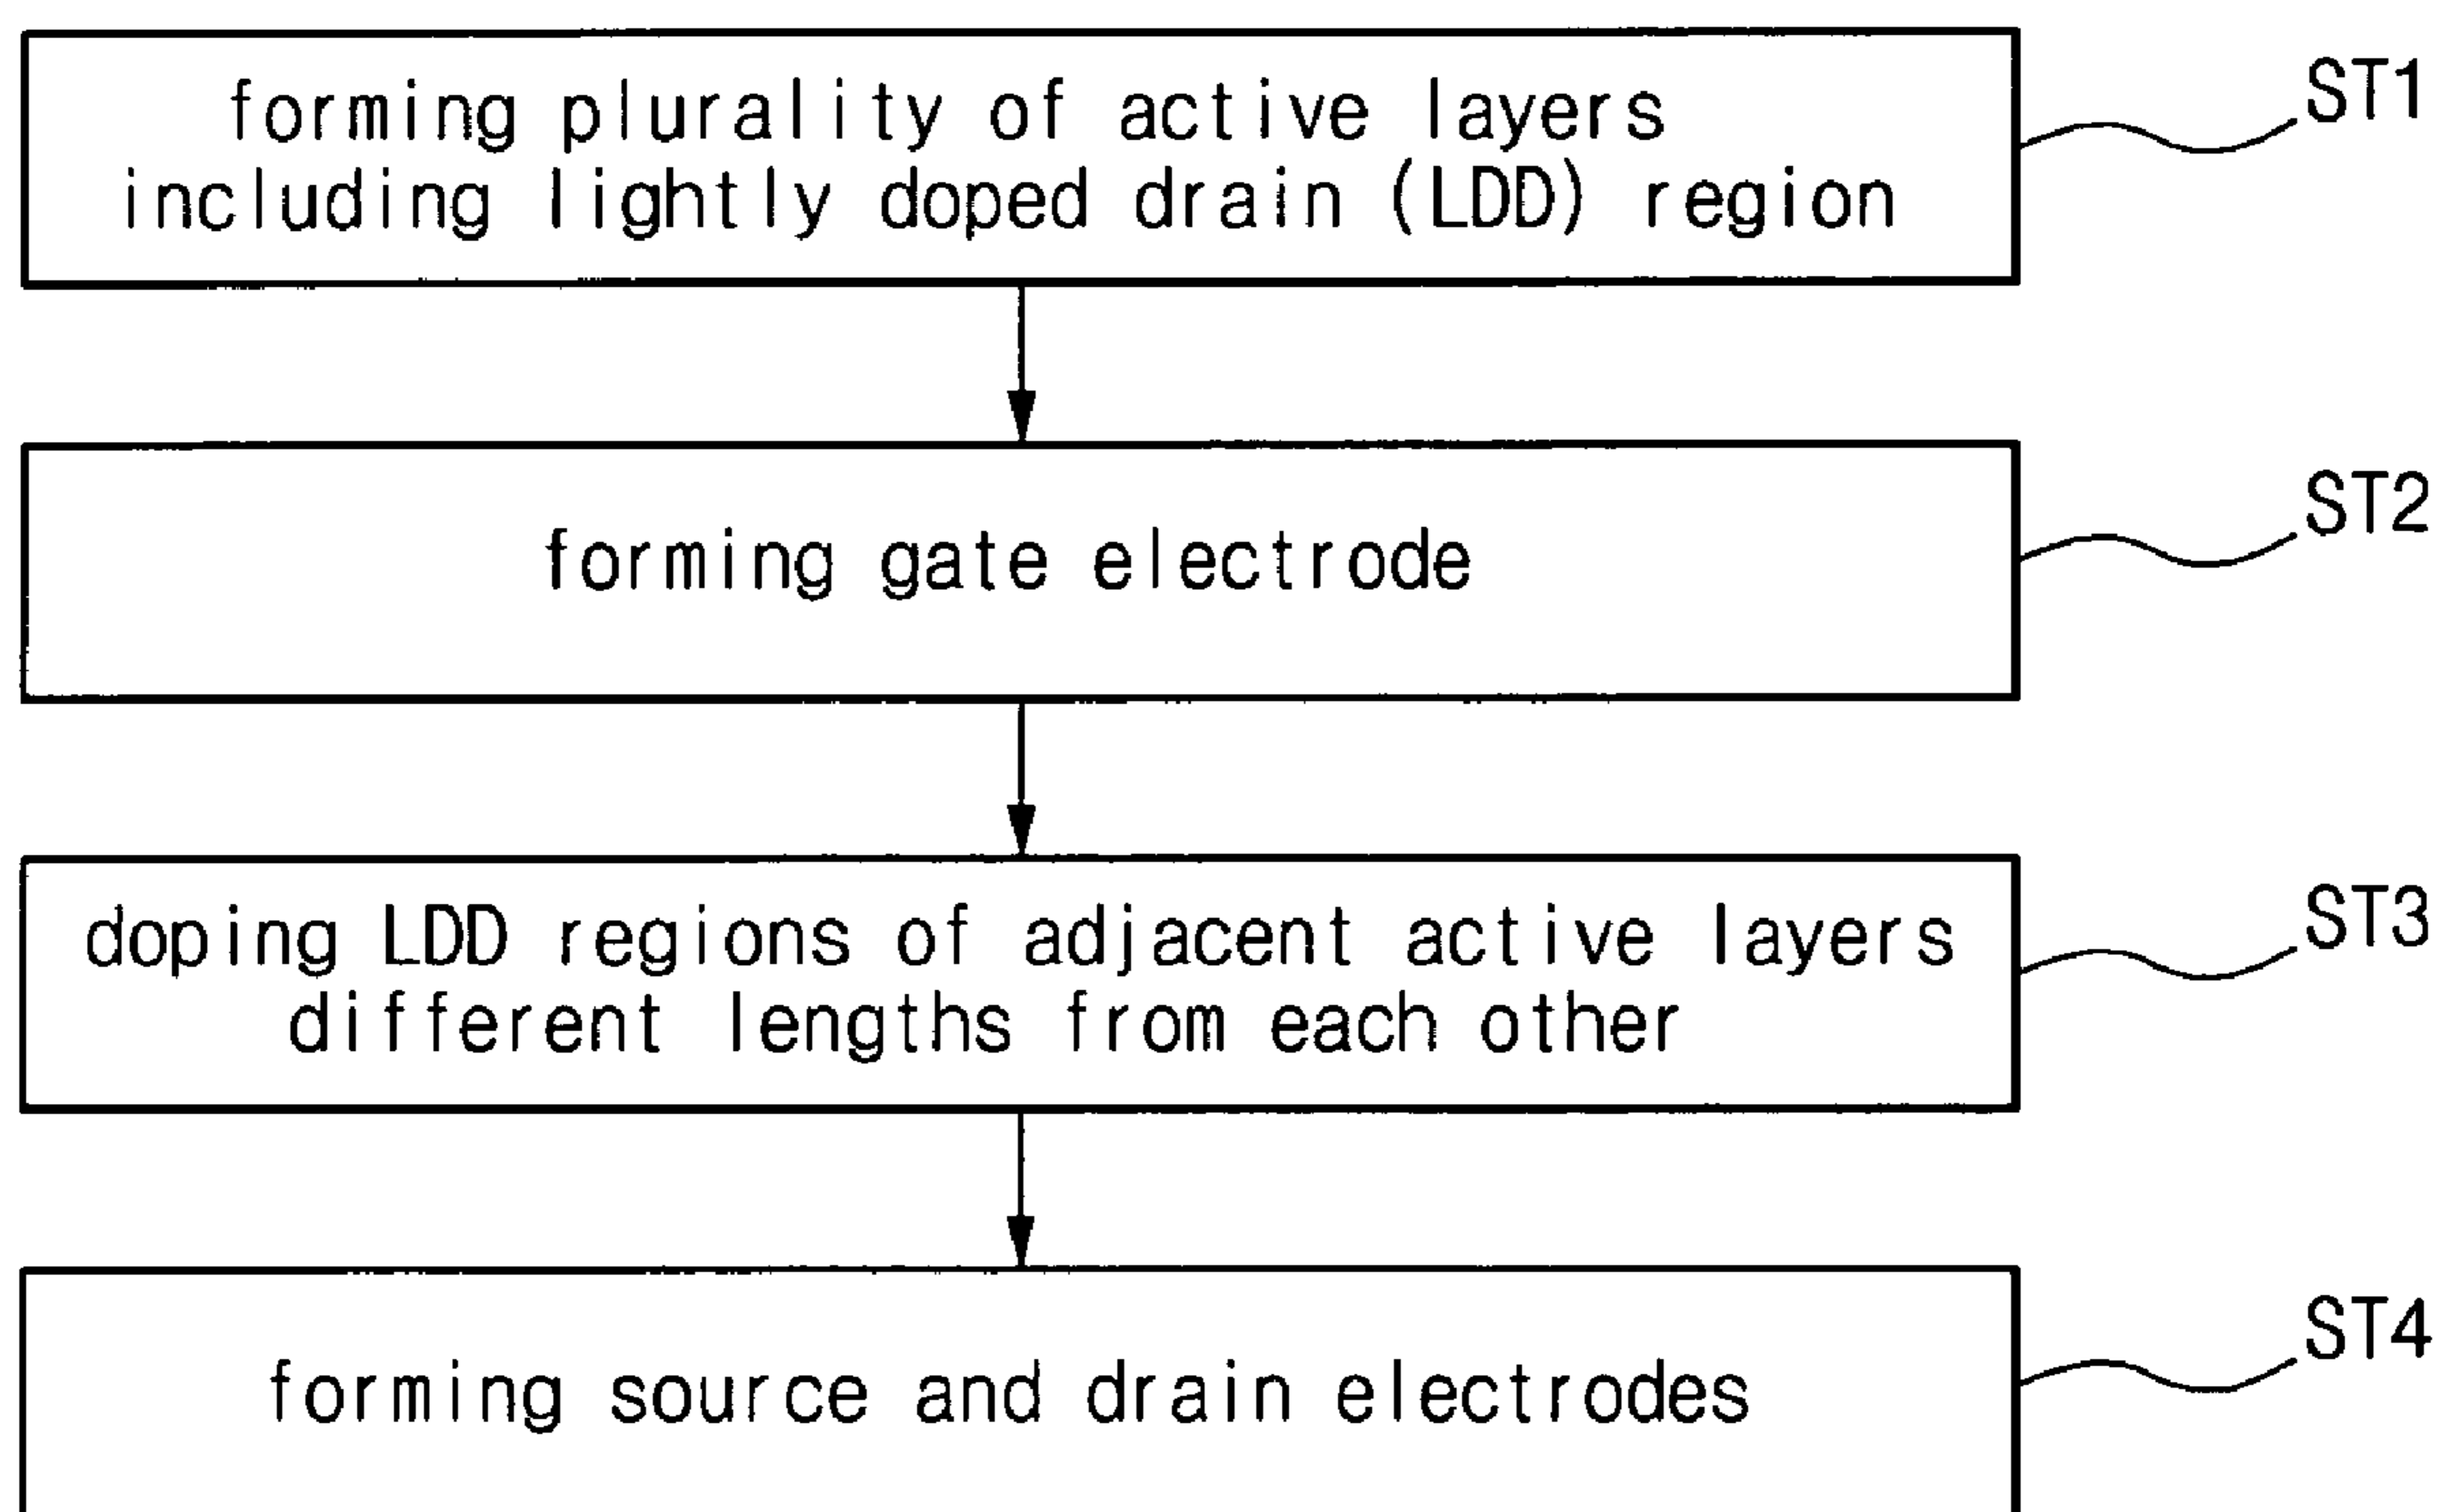 forming plurality of active layers
including lightly doped drain (LDD) region
ST1
forming gate electrode
ST2
doping LDD regions of adjacent active layers
different lengths from each other
ST3
forming source and drain electrodes
ST4